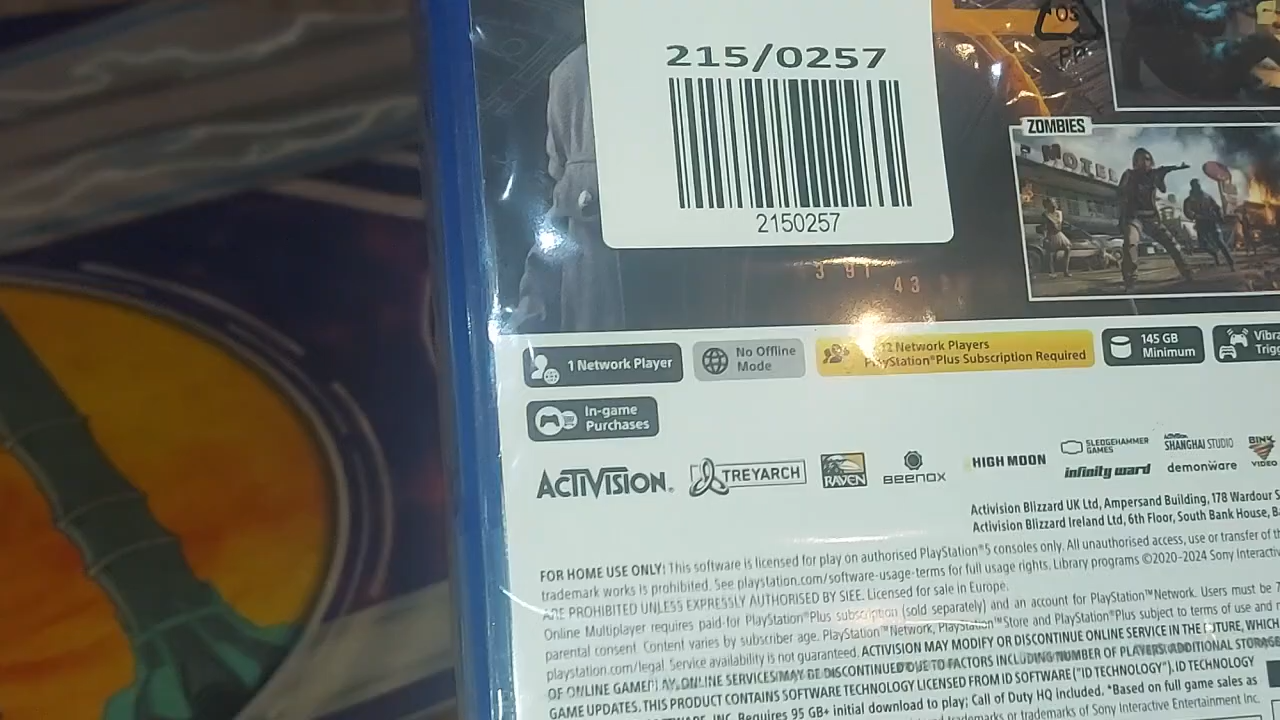 215/0257
2150257
OS
PP
ZOMBIES
MOTEL
3 91
43
1 Network Player
No Offline
Mode
12 Network Players
PlayStation®Plus Subscription Required
145 GB
Minimum
In-game
Purchases
ACTIVISION®
TREYARCH
RAVEN
BEENOX
HIGH MOON
SLEDGEHAMMER
GAMES
infinity ward
SHANGHAI STUDIO
demonware
BINK
VIDEO
Activision Blizzard UK Ltd, Ampersand Building, 178 Wardour
Activision Blizzard Ireland Ltd, 6th Floor, South Bank House,
FOR HOME USE ONLY: This software is licensed for play on authorised PlayStation®5 consoles only. All unauthorised access, use or transfer of
trademark works is prohibited. See playstation.com/software-usage-terms for full usage rights. Library programs ©2020-2024 Sony
ARE PROHIBITED UNLESS EXPRESSLY AUTHORISED BY SIEE. Licensed for sale in Europe.
Online Multiplayer requires paid-for PlayStation®Plus subscription (sold separately) and an account for PlayStation™Network. Users must be
parental consent. Content varies by subscriber age. PlayStation™Network, PlayStation™Store and PlayStation®Plus subject to terms of use and
playstation.com/legal. Service availability is not guaranteed. ACTIVISION MAY MODIFY OR DISCONTINUE ONLINE SERVICE IN THE FUTURE, WHICH
OF ONLINE GAMEPLAY. ONLINE SERVICES MAY BE DISCONTINUED DUE TO FACTORS INCLUDING NUMBER OF PLAYERS. ADDITIONAL STORAGE
GAME UPDATES. THIS PRODUCT CONTAINS SOFTWARE TECHNOLOGY LICENSED FROM ID SOFTWARE ("ID TECHNOLOGY"). ID TECHNOLOGY
INC. Requires 95 GB+ initial download to play; Call of Duty HQ included. *Based on full game sales as
trademarks or trademarks of Sony Interactive Entertainment Inc.